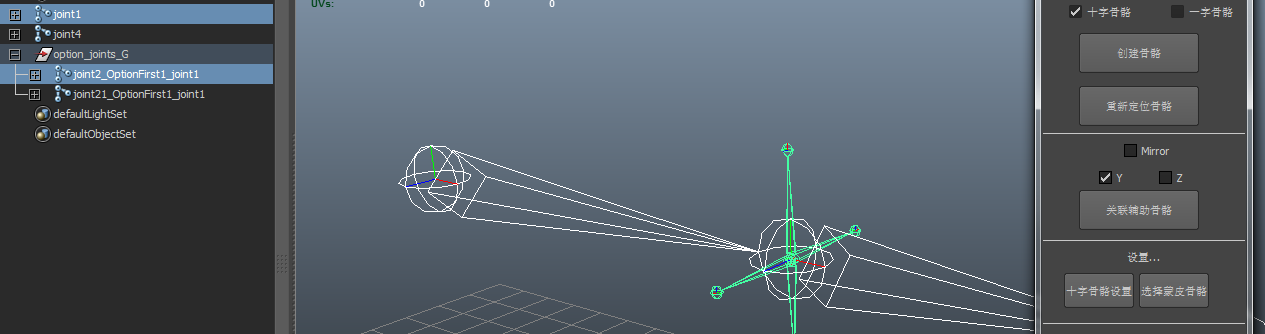 joint1
joint4
option_joints_G
joint2_OptionFirst1_joint1
joint21_OptionFirst1_joint1
defaultLightSet
defaultObjectSet
UVs: 0 0 0
十字骨骼 一字骨骼
创建骨骼
重新定位骨骼
Mirror
Y Z
关联辅助骨骼
设置...
十字骨骼设置 选择蒙皮骨骼